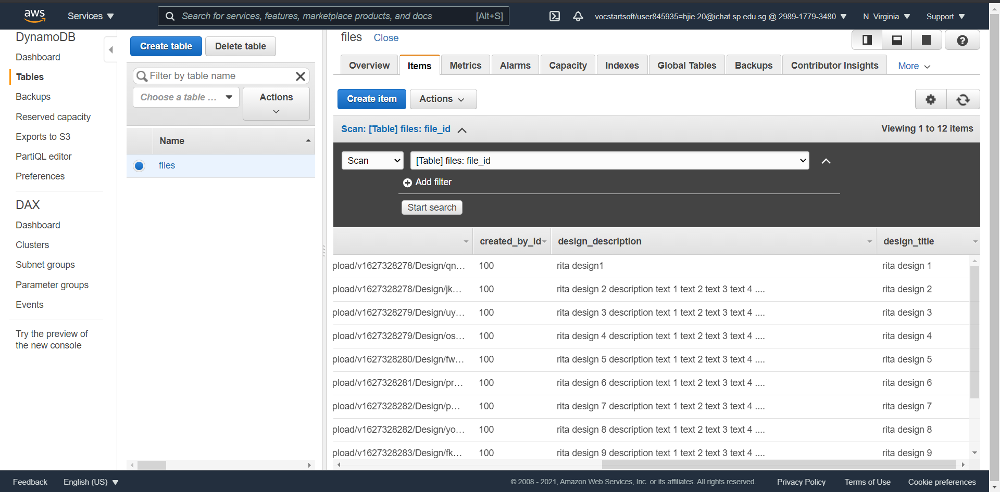 aws
Services
Search for services, features, marketplace products, and docs [Alt+S]
vocstartsoft/user845935=hjie.20@ichat.sp.edu.sg @ 2989-1779-3480
N. Virginia
Support
DynamoDB
Dashboard
Tables
Backups
Reserved capacity
Exports to S3
PartiQL editor
Preferences
DAX
Dashboard
Clusters
Subnet groups
Parameter groups
Events
Try the preview of
the new console
Create table
Delete table
Filter by table name
Choose a table ...
Actions
Name
files
files Close
Overview Items Metrics Alarms Capacity Indexes Global Tables Backups Contributor Insights More
Create item
Actions
Scan: [Table] files: file_id
Viewing 1 to 12 items
Scan
[Table] files: file_id
Add filter
Start search
created_by_id design_description design_title
pload/v1627328278/Design/qn... 100 rita design1 rita design 1
pload/v1627328278/Design/jk... 100 rita design 2 description text 1 text 2 text 3 text 4 .... rita design 2
pload/v1627328279/Design/uy... 100 rita design 3 description text 1 text 2 text 3 text 4 .... rita design 3
pload/v1627328279/Design/os... 100 rita design 4 description text 1 text 2 text 3 text 4 .... rita design 4
pload/v1627328280/Design/fw... 100 rita design 5 description text 1 text 2 text 3 text 4 .... rita design 5
pload/v1627328281/Design/pr... 100 rita design 6 description text 1 text 2 text 3 text 4 .... rita design 6
pload/v1627328282/Design/p... 100 rita design 7 description text 1 text 2 text 3 text 4 .... rita design 7
pload/v1627328282/Design/yo... 100 rita design 8 description text 1 text 2 text 3 text 4 .... rita design 8
pload/v1627328283/Design/fk... 100 rita design 9 description text 1 text 2 text 3 text 4 .... rita design 9
Feedback
English (US)
© 2008 - 2021, Amazon Web Services, Inc. or its affiliates. All rights reserved.
Privacy Policy
Terms of Use
Cookie preferences